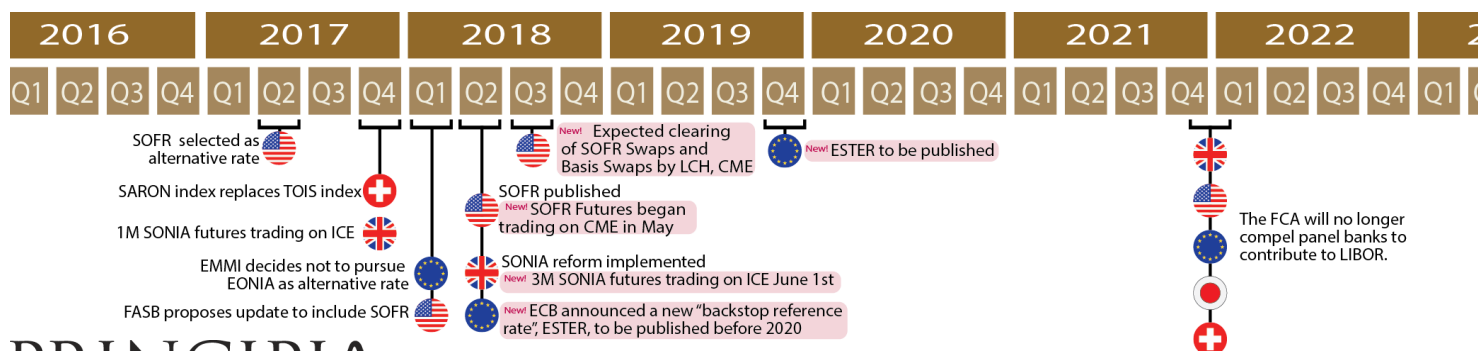 2016 2017 2018 2019 2020 2021 2022
Q1 Q2 Q3 Q4 Q1 Q2 Q3 Q4 Q1 Q2 Q3 Q4 Q1 Q2 Q3 Q4 Q1 Q2 Q3 Q4 Q1 Q2 Q3 Q4 Q1 Q2 Q3 Q4 Q1
SOFR selected as
alternative rate
SARON index replaces TOIS index
1M SONIA futures trading on ICE
EMMI decides not to pursue
EONIA as alternative rate
FASB proposes update to include SOFR
New! Expected clearing
of SOFR Swaps and
Basis Swaps by LCH, CME
SOFR published
New! SOFR Futures began
trading on CME in May
SONIA reform implemented
New! 3M SONIA futures trading on ICE June 1st
New! ECB announced a new “backstop reference
rate”, ESTER, to be published before 2020
New! ESTER to be published
The FCA will no longer
compel panel banks to
contribute to LIBOR.
PRINCIPIA